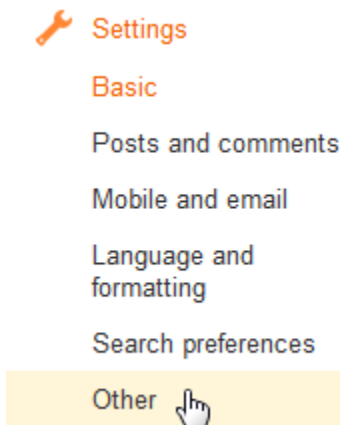 Settings
Basic
Posts and comments
Mobile and email
Language and
formatting
Search preferences
Other